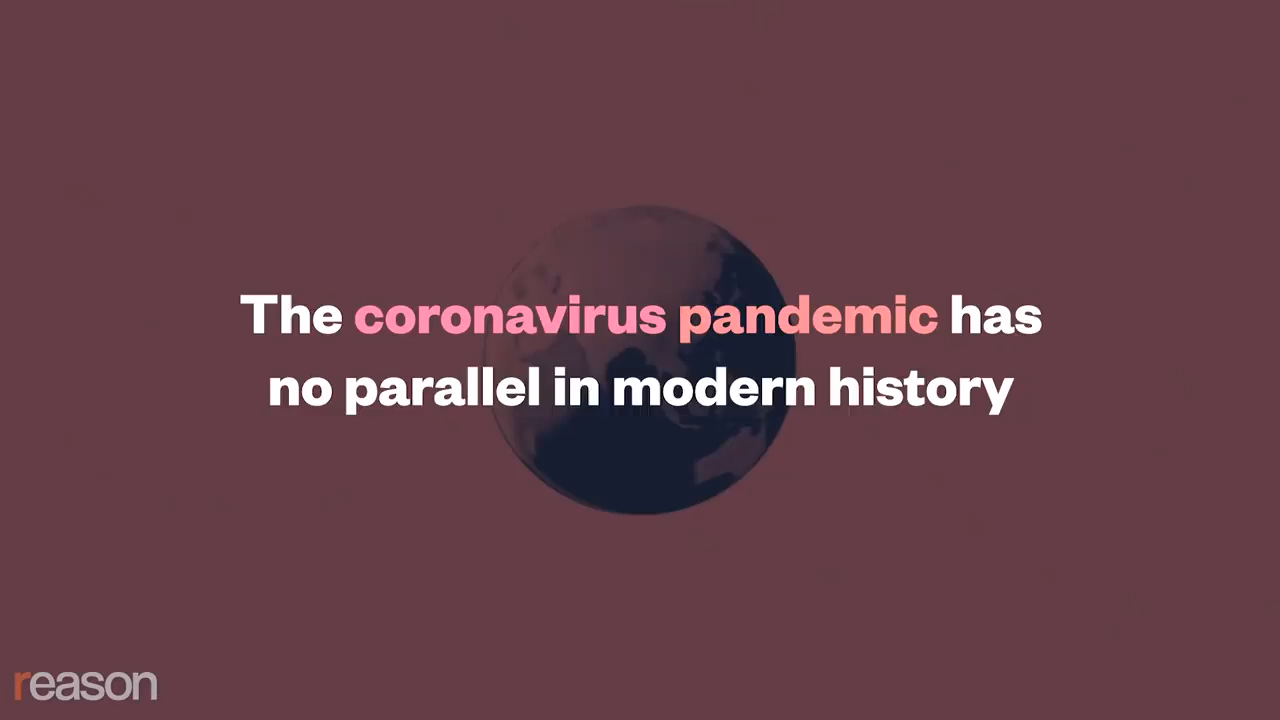 The coronavirus pandemic has
no parallel in modern history
reason